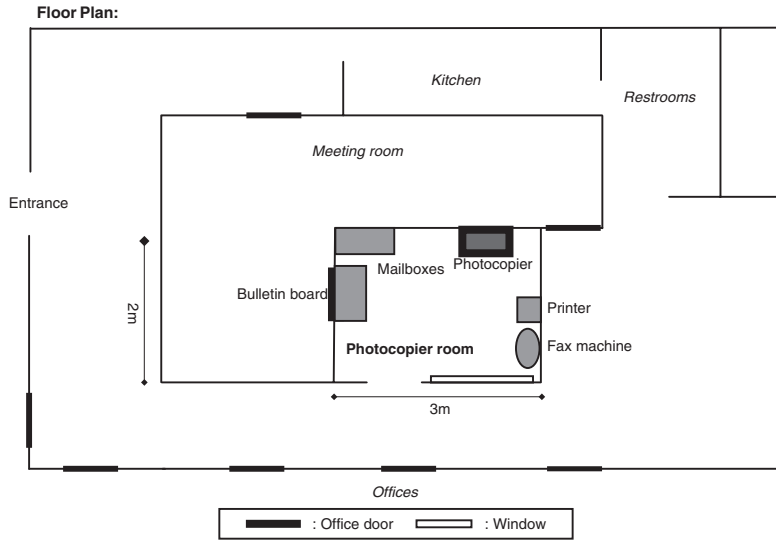 Floor Plan:
Kitchen
Restrooms
Meeting room
Entrance
Mailboxes
Photocopier
Bulletin board
2m
Printer
Photocopier room
Fax machine
3m
Offices
: Office door
: Window